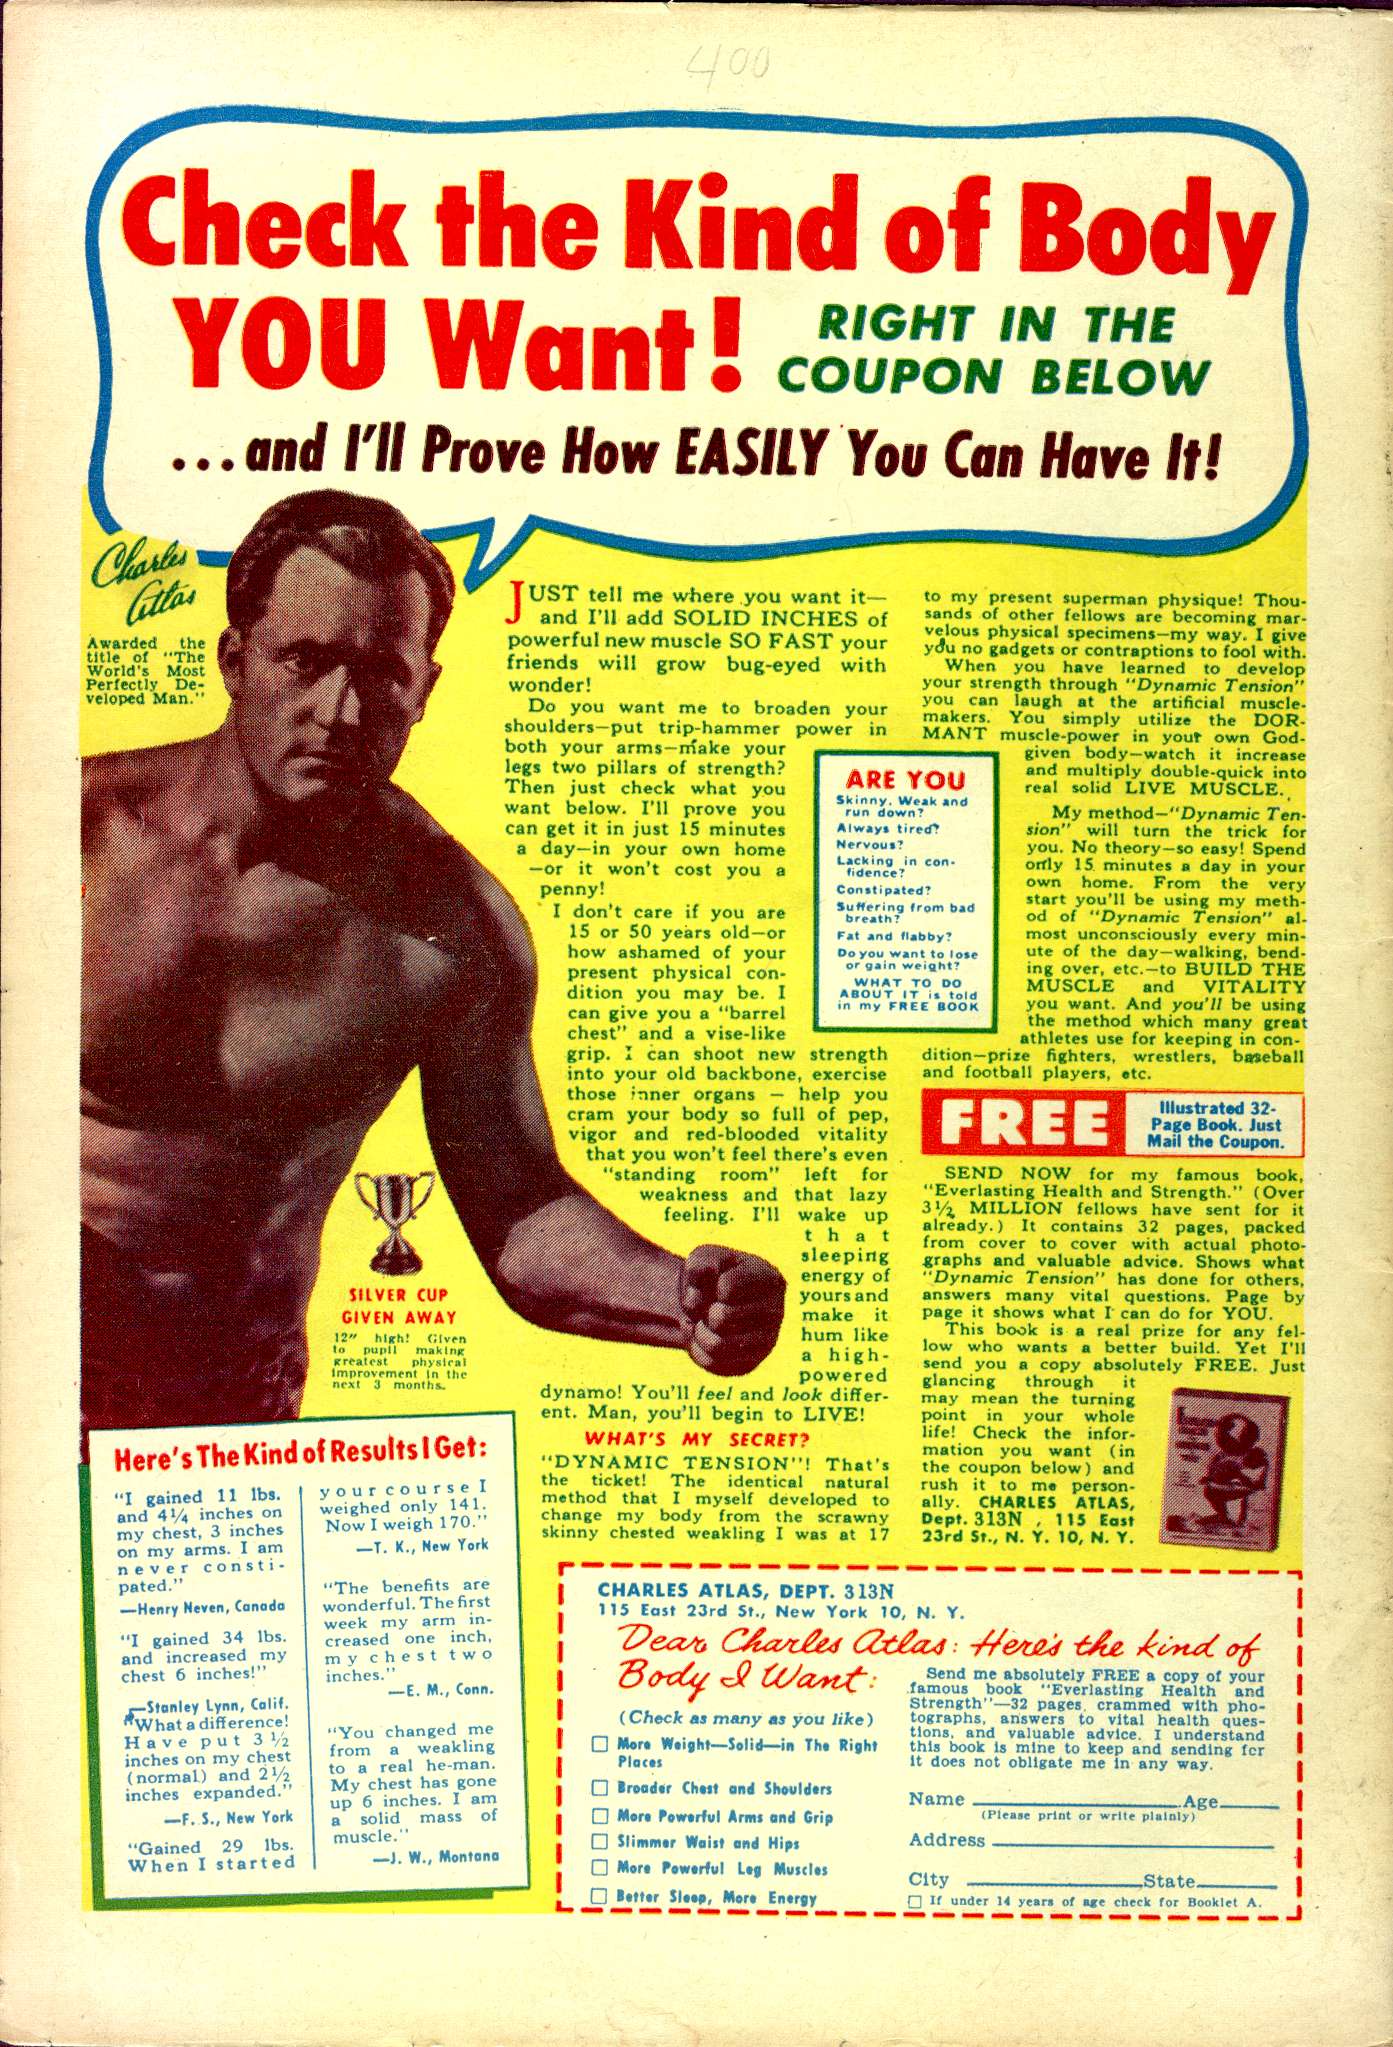 400
Check the Kind of Body
YOU Want!
RIGHT IN THE
COUPON BELOW
...and I'll Prove How EASILY You Can Have It!
Charles
Atlas
Awarded the
title of "The
World's Most
Perfectly De-
veloped Man."
JUST tell me where you want it—
and I'll add SOLID INCHES of
powerful new muscle SO FAST your
friends will grow bug-eyed with
wonder!
Do you want me to broaden your
shoulders—put trip-hammer power in
both your arms—make your
legs two pillars of strength?
Then just check what you
want below. I'll prove you
can get it in just 15 minutes
a day—in your own home
—or it won't cost you a
penny!
I don't care if you are
15 or 50 years old—or
how ashamed of your
present physical con-
dition you may be. I
can give you a "barrel
chest" and a vise-like
grip. I can shoot new strength
into your old backbone, exercise
those inner organs — help you
cram your body so full of pep,
vigor and red-blooded vitality
that you won't feel there's even
"standing room" left for
weakness and that lazy
feeling. I'll wake up
that
sleeping
energy of
yours and
make it
hum like
a high-
powered
dynamo! You'll feel and look differ-
ent. Man, you'll begin to LIVE!
WHAT'S MY SECRET?
"DYNAMIC TENSION"! That's
the ticket! The identical natural
method that I myself developed to
change my body from the scrawny
skinny chested weakling I was at 17
to my present superman physique! Thou-
sands of other fellows are becoming mar-
velous physical specimens—my way. I give
you no gadgets or contraptions to fool with.
When you have learned to develop
your strength through "Dynamic Tension"
you can laugh at the artificial muscle-
makers. You simply utilize the DOR-
MANT muscle-power in your own God-
given body—watch it increase
and multiply double-quick into
real solid LIVE MUSCLE.
My method—"Dynamic Ten-
sion" will turn the trick for
you. No theory—so easy! Spend
only 15 minutes a day in your
own home. From the very
start you'll be using my meth-
od of "Dynamic Tension" al-
most unconsciously every min-
ute of the day—walking, bend-
ing over, etc.—to BUILD THE
MUSCLE and VITALITY
you want. And you'll be using
the method which many great
athletes use for keeping in con-
dition—prize fighters, wrestlers, baseball
and football players, etc.
ARE YOU
Skinny, Weak and
run down?
Always tired?
Nervous?
Lacking in con-
fidence?
Constipated?
Suffering from bad
breath?
Fat and flabby?
Do you want to lose
or gain weight?
WHAT TO DO
ABOUT IT is told
in my FREE BOOK
FREE
Illustrated 32-
Page Book. Just
Mail the Coupon.
SEND NOW for my famous book,
"Everlasting Health and Strength." (Over
3½ MILLION fellows have sent for it
already.) It contains 32 pages, packed
from cover to cover with actual photo-
graphs and valuable advice. Shows what
"Dynamic Tension" has done for others,
answers many vital questions. Page by
page it shows what I can do for YOU.
This book is a real prize for any fel-
low who wants a better build. Yet I'll
send you a copy absolutely FREE. Just
glancing through it
may mean the turning
point in your whole
life! Check the infor-
mation you want (in
the coupon below) and
rush it to me person-
ally. CHARLES ATLAS,
Dept. 313N , 115 East
23rd St., N. Y. 10, N. Y.
SILVER CUP
GIVEN AWAY
12" high! Given
to pupil making
greatest physical
improvement in the
next 3 months.
Here's The Kind of Results I Get:
"I gained 11 lbs.
and 4¼ inches on
my chest, 3 inches
on my arms. I am
never consti-
pated."
—Henry Neven, Canada
"I gained 34 lbs.
and increased my
chest 6 inches!"
—Stanley Lynn, Calif.
"What a difference!
Have put 3 ½
inches on my chest
(normal) and 2½
inches expanded."
—F. S., New York
"Gained 29 lbs.
When I started
your course I
weighed only 141.
Now I weigh 170."
—T. K., New York
"The benefits are
wonderful. The first
week my arm in-
creased one inch,
my chest two
inches."
—E. M., Conn.
"You changed me
from a weakling
to a real he-man.
My chest has gone
up 6 inches. I am
a solid mass of
muscle."
—J. W., Montana
CHARLES ATLAS, DEPT. 313N
115 East 23rd St., New York 10, N. Y.
Dear Charles Atlas: Here's the kind of
Body I Want:
(Check as many as you like)
More Weight—Solid—in The Right
Places
Broader Chest and Shoulders
More Powerful Arms and Grip
Slimmer Waist and Hips
More Powerful Leg Muscles
Better Sleep, More Energy
Send me absolutely FREE a copy of your
famous book "Everlasting Health and
Strength"—32 pages, crammed with pho-
tographs, answers to vital health ques-
tions, and valuable advice. I understand
this book is mine to keep and sending for
it does not obligate me in any way.
Name Age
(Please print or write plainly)
Address
City State
If under 14 years of age check for Booklet A.